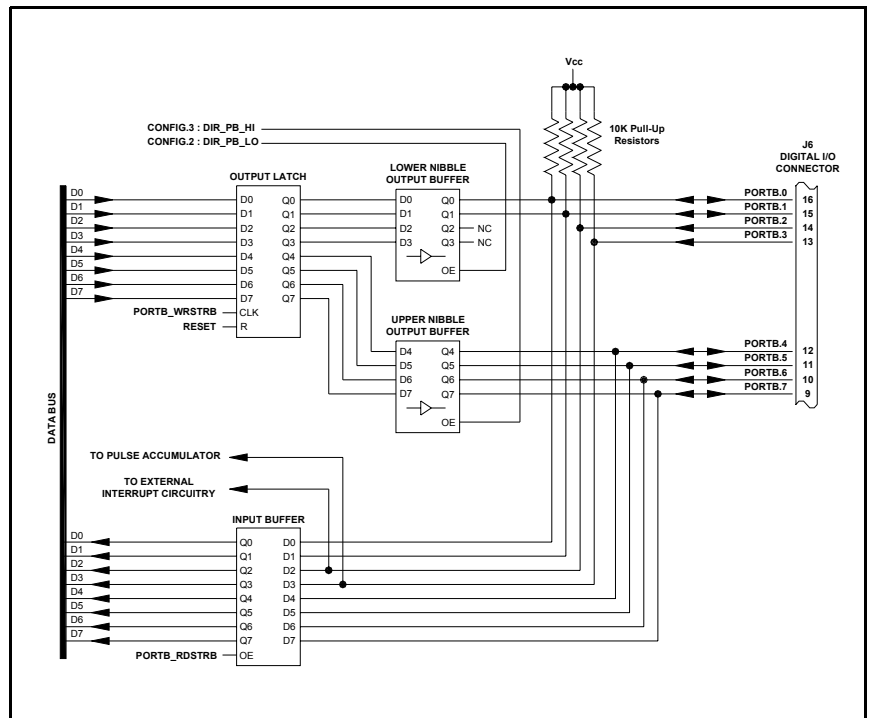 Vcc
10K Pull-Up
Resistors
CONFIG.3 : DIR_PB_HI
CONFIG.2 : DIR_PB_LO
J6
DIGITAL I/O
CONNECTOR
OUTPUT LATCH
LOWER NIBBLE
OUTPUT BUFFER
D0 D0 Q0 D0 Q0 PORTB.0 16
D1 D1 Q1 D1 Q1 PORTB.1 15
D2 D2 Q2 D2 Q2 NC PORTB.2 14
D3 D3 Q3 D3 Q3 NC PORTB.3 13
D4 D4 Q4
D5 D5 Q5 OE
D6 D6 Q6
D7 D7 Q7
PORTB_WRSTRB CLK
RESET R
UPPER NIBBLE
OUTPUT BUFFER
D4 Q4 PORTB.4 12
D5 Q5 PORTB.5 11
D6 Q6 PORTB.6 10
D7 Q7 PORTB.7 9
OE
DATA BUS
TO PULSE ACCUMULATOR
TO EXTERNAL
INTERRUPT CIRCUITRY
INPUT BUFFER
D0 Q0 D0
D1 Q1 D1
D2 Q2 D2
D3 Q3 D3
D4 Q4 D4
D5 Q5 D5
D6 Q6 D6
D7 Q7 D7
PORTB_RDSTRB OE